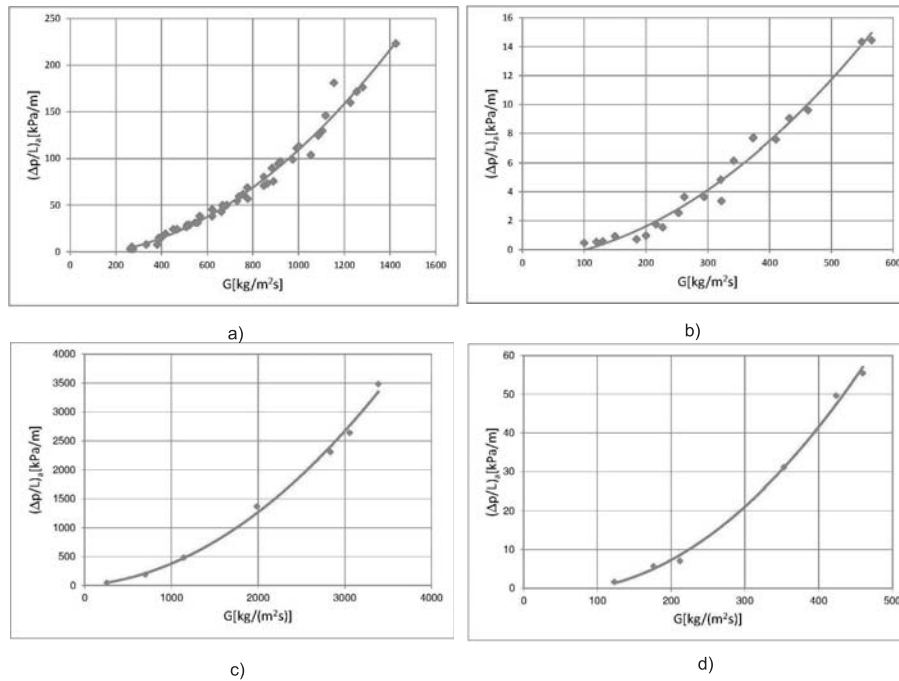 250
200
150
100
50
0
(Δp/L)ₐ[kPa/m]
0 200 400 600 800 1000 1200 1400 1600
G[kg/m²s]
a)
16
14
12
10
8
6
4
2
0
(Δp/L)ₐ[kPa/m]
0 100 200 300 400 500 600
G[kg/m²s]
b)
4000
3500
3000
2500
2000
1500
1000
500
0
(Δp/L)ₐ[kPa/m]
0 1000 2000 3000 4000
G[kg/(m²s)]
c)
60
50
40
30
20
10
0
(Δp/L)ₐ[kPa/m]
0 100 200 300 400 500
G[kg/(m²s)]
d)